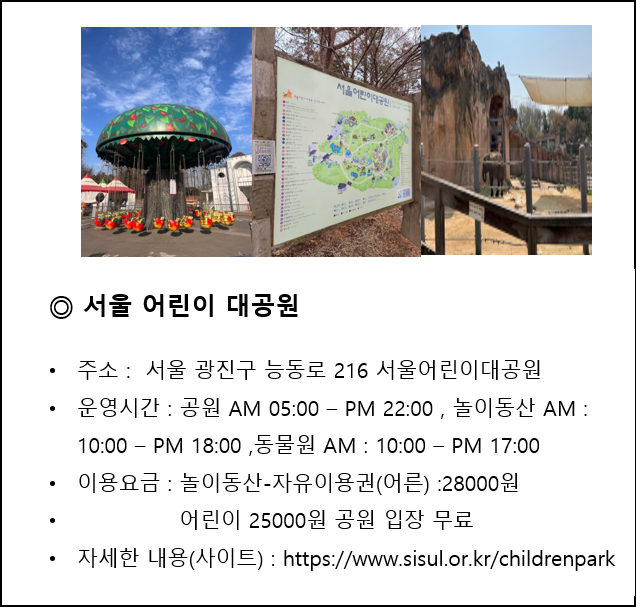 서울어린이대공원
◎ 서울 어린이 대공원
• 주소 : 서울 광진구 능동로 216 서울어린이대공원
• 운영시간 : 공원 AM 05:00 – PM 22:00 , 놀이동산 AM :
10:00 – PM 18:00 ,동물원 AM : 10:00 – PM 17:00
• 이용요금 : 놀이동산-자유이용권(어른) :28000원
• 어린이 25000원 공원 입장 무료
• 자세한 내용(사이트) : https://www.sisul.or.kr/childrenpark